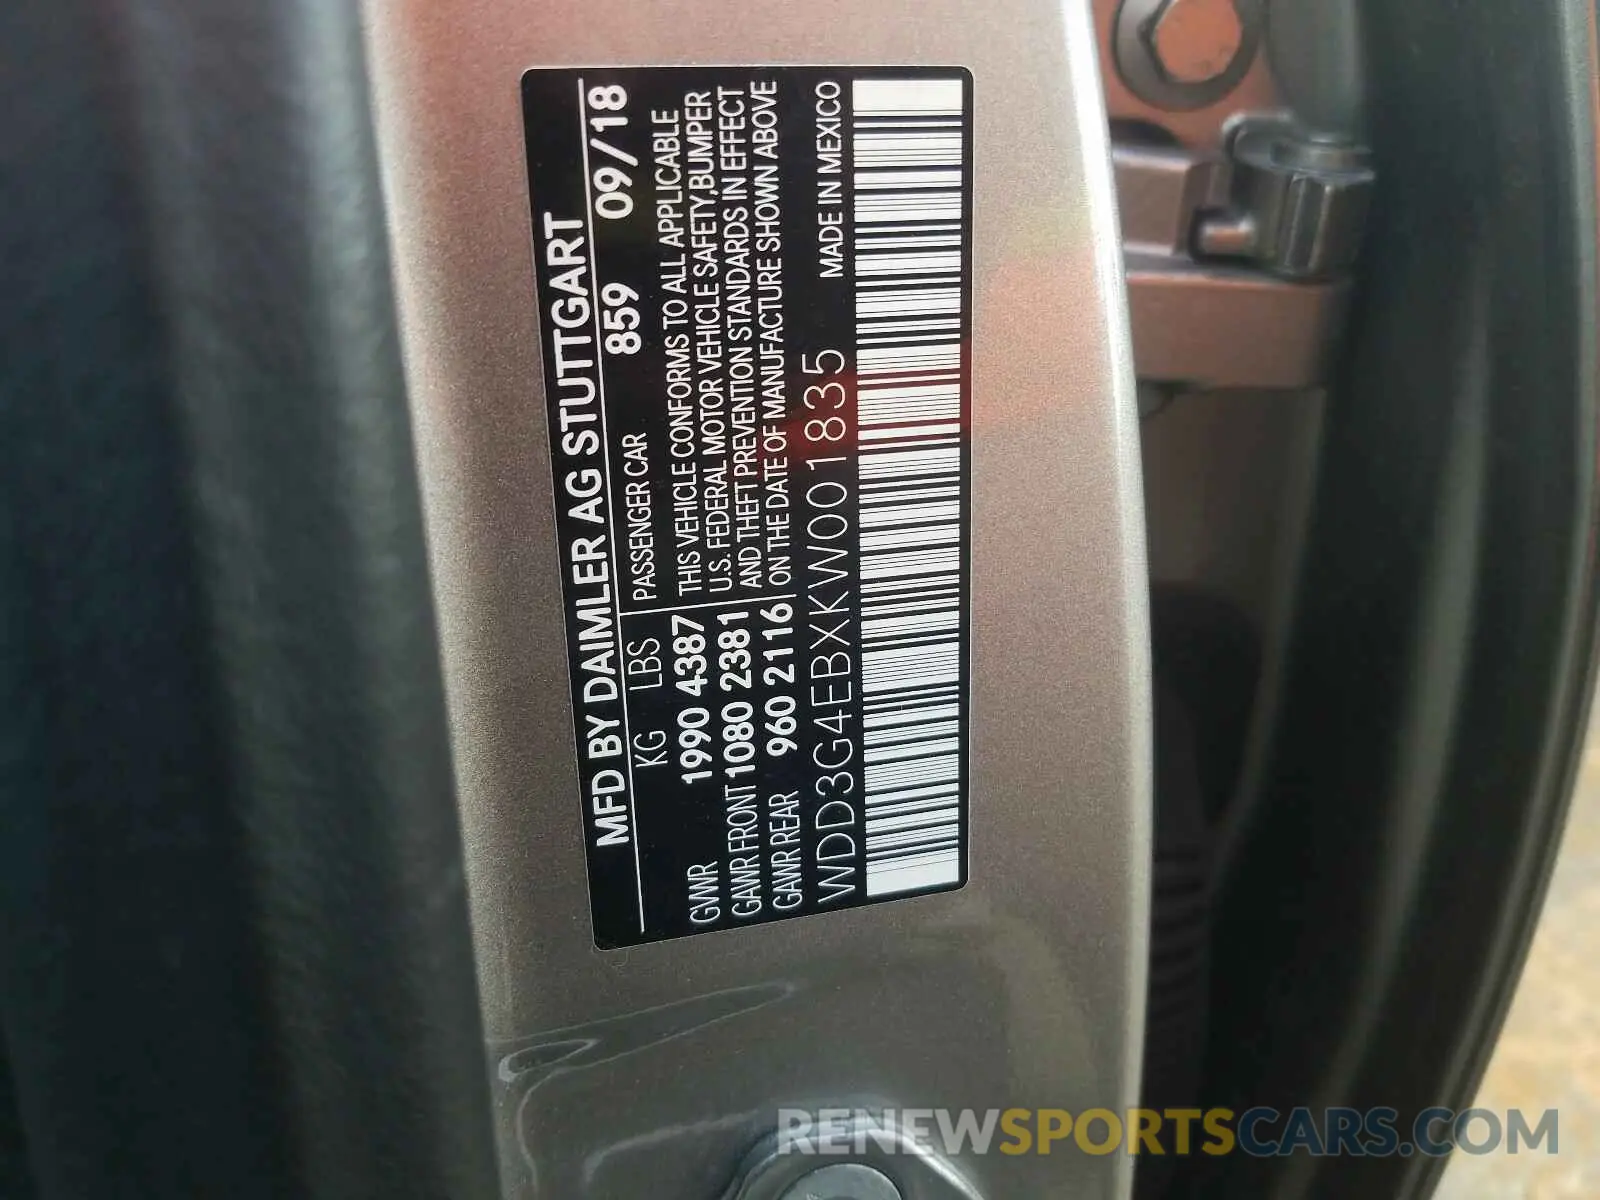 MFD BY DAIMLER AG STUTTGART
KG LBS PASSENGER CAR 859 09/18
GVWR 1990 4387 THIS VEHICLE CONFORMS TO ALL APPLICABLE
GAWR FRONT 1080 2381 U.S. FEDERAL MOTOR VEHICLE SAFETY,BUMPER
GAWR REAR 960 2116 AND THEFT PREVENTION STANDARDS IN EFFECT
ON THE DATE OF MANUFACTURE SHOWN ABOVE
WDD3G4EBXKW001835 MADE IN MEXICO
RENEWSPORTSCARS.COM